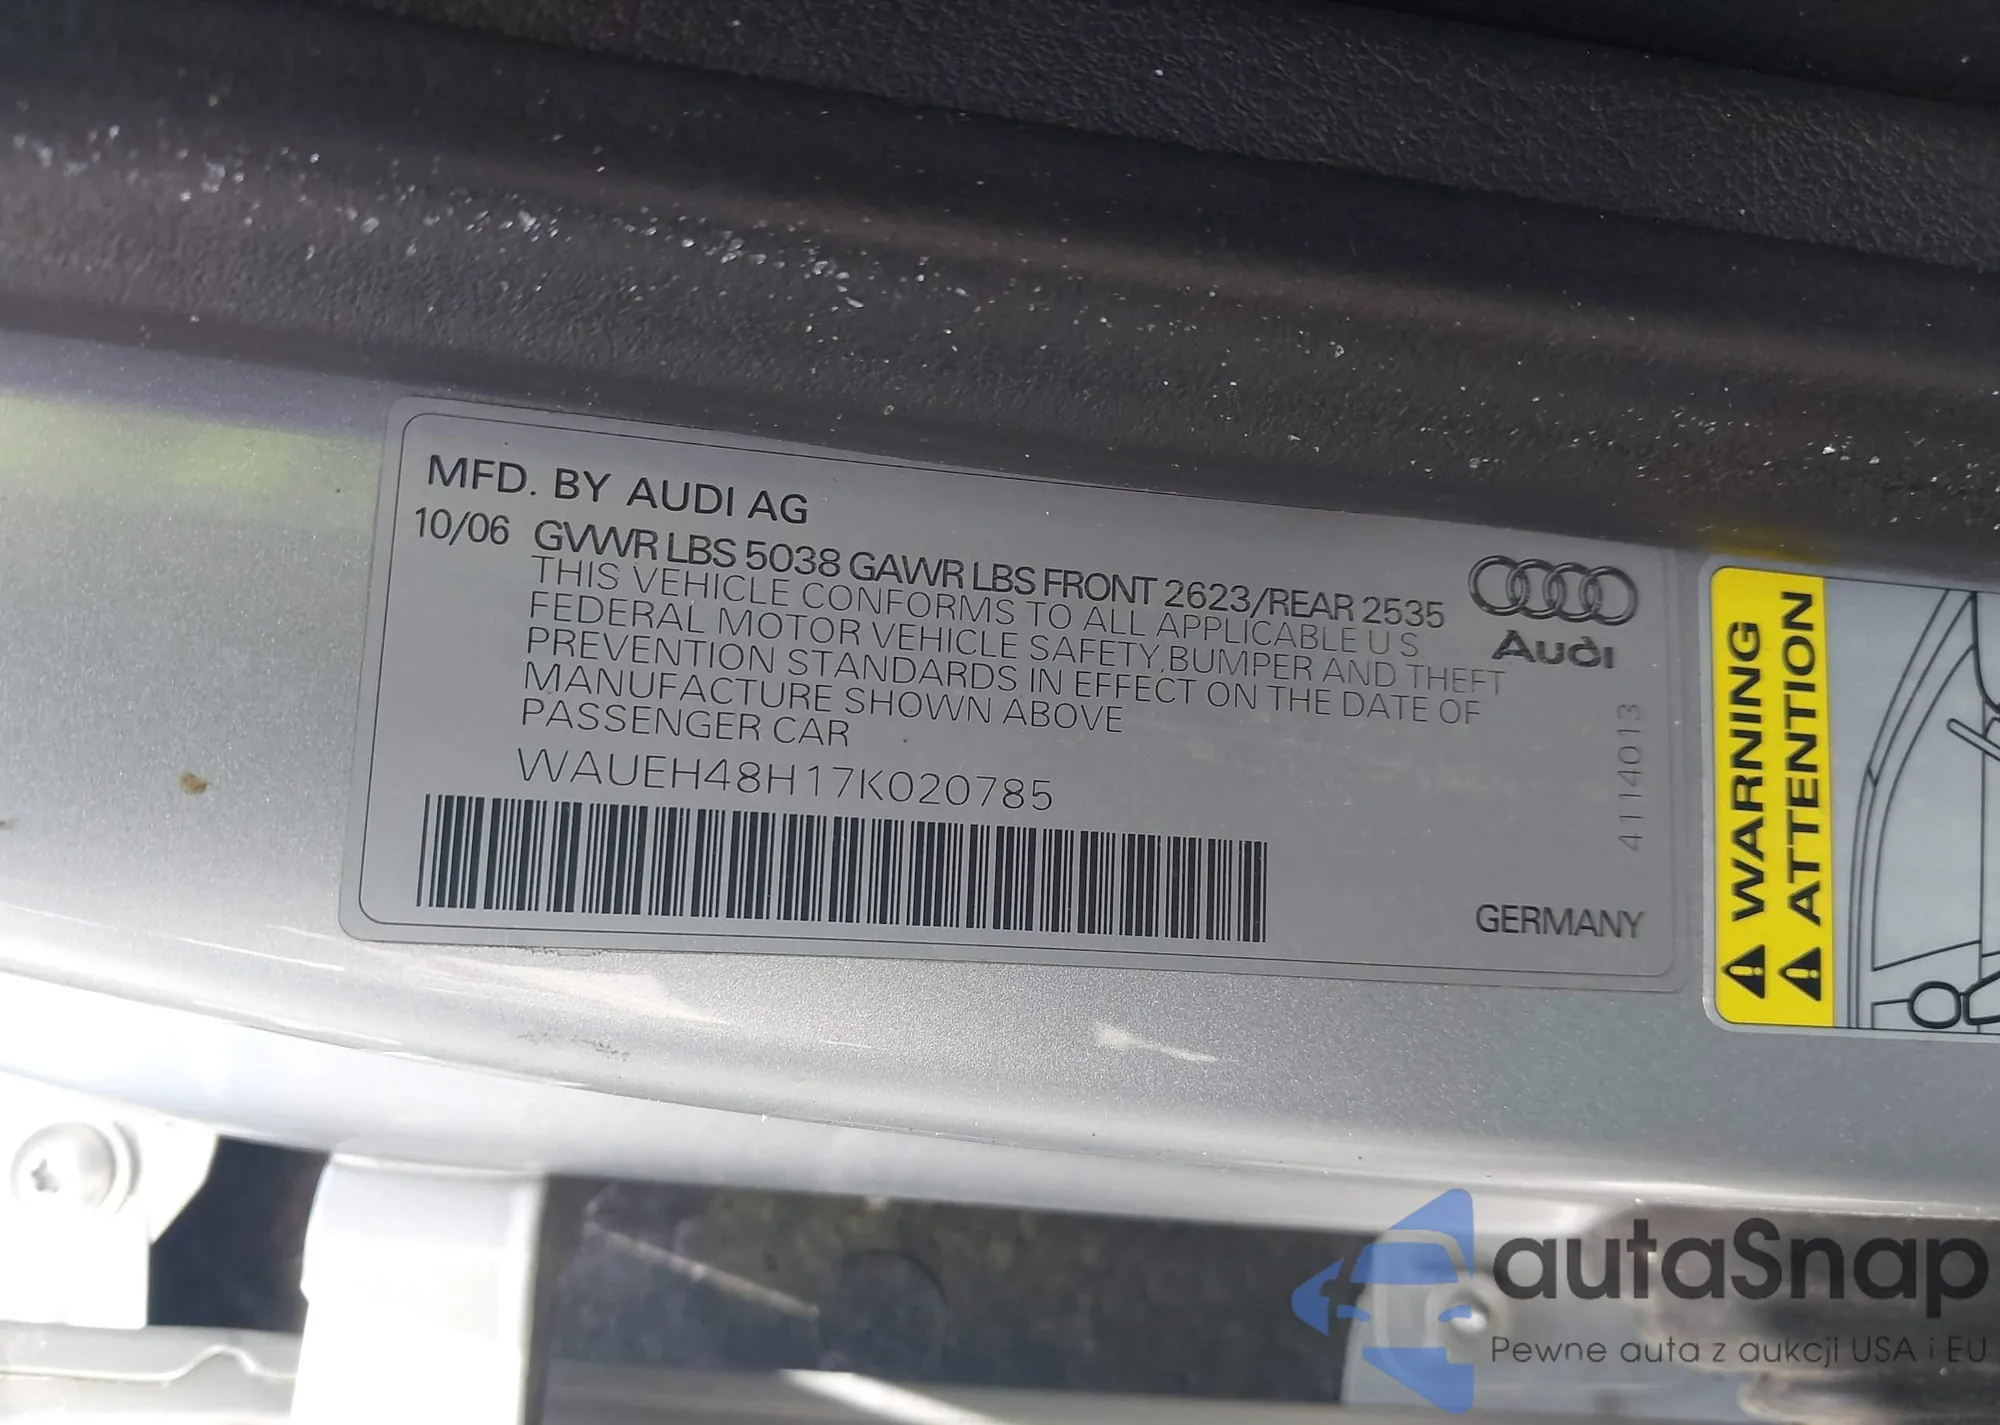 MFD. BY AUDI AG
10/06 GVWR LBS 5038 GAWR LBS FRONT 2623/REAR 2535
THIS VEHICLE CONFORMS TO ALL APPLICABLE U.S.
FEDERAL MOTOR VEHICLE SAFETY, BUMPER AND THEFT
PREVENTION STANDARDS IN EFFECT ON THE DATE OF
MANUFACTURE SHOWN ABOVE
PASSENGER CAR
WAUEH48H17K020785
Audi
4114013
GERMANY
WARNING
ATTENTION
autaSnap
Pewne auta z aukcji USA i EU